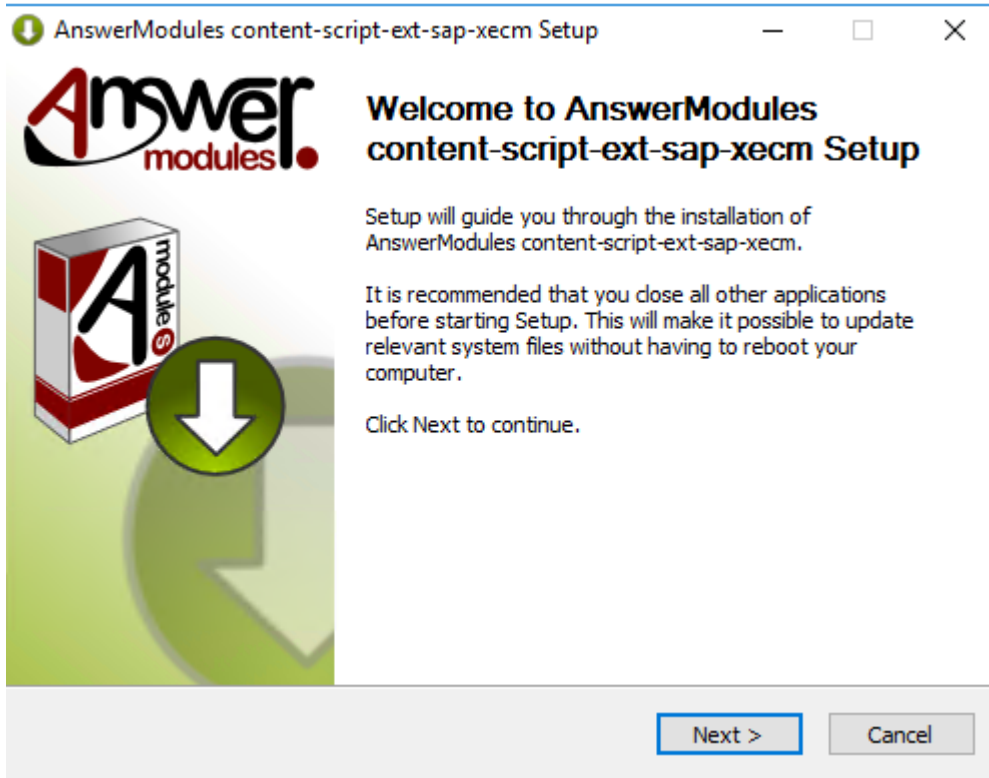 AnswerModules content-script-ext-sap-xecm Setup
Answer
modules
Welcome to AnswerModules
content-script-ext-sap-xecm Setup
Setup will guide you through the installation of
AnswerModules content-script-ext-sap-xecm.
It is recommended that you close all other applications
before starting Setup. This will make it possible to update
relevant system files without having to reboot your
computer.
Click Next to continue.
A
modules
Next >
Cancel